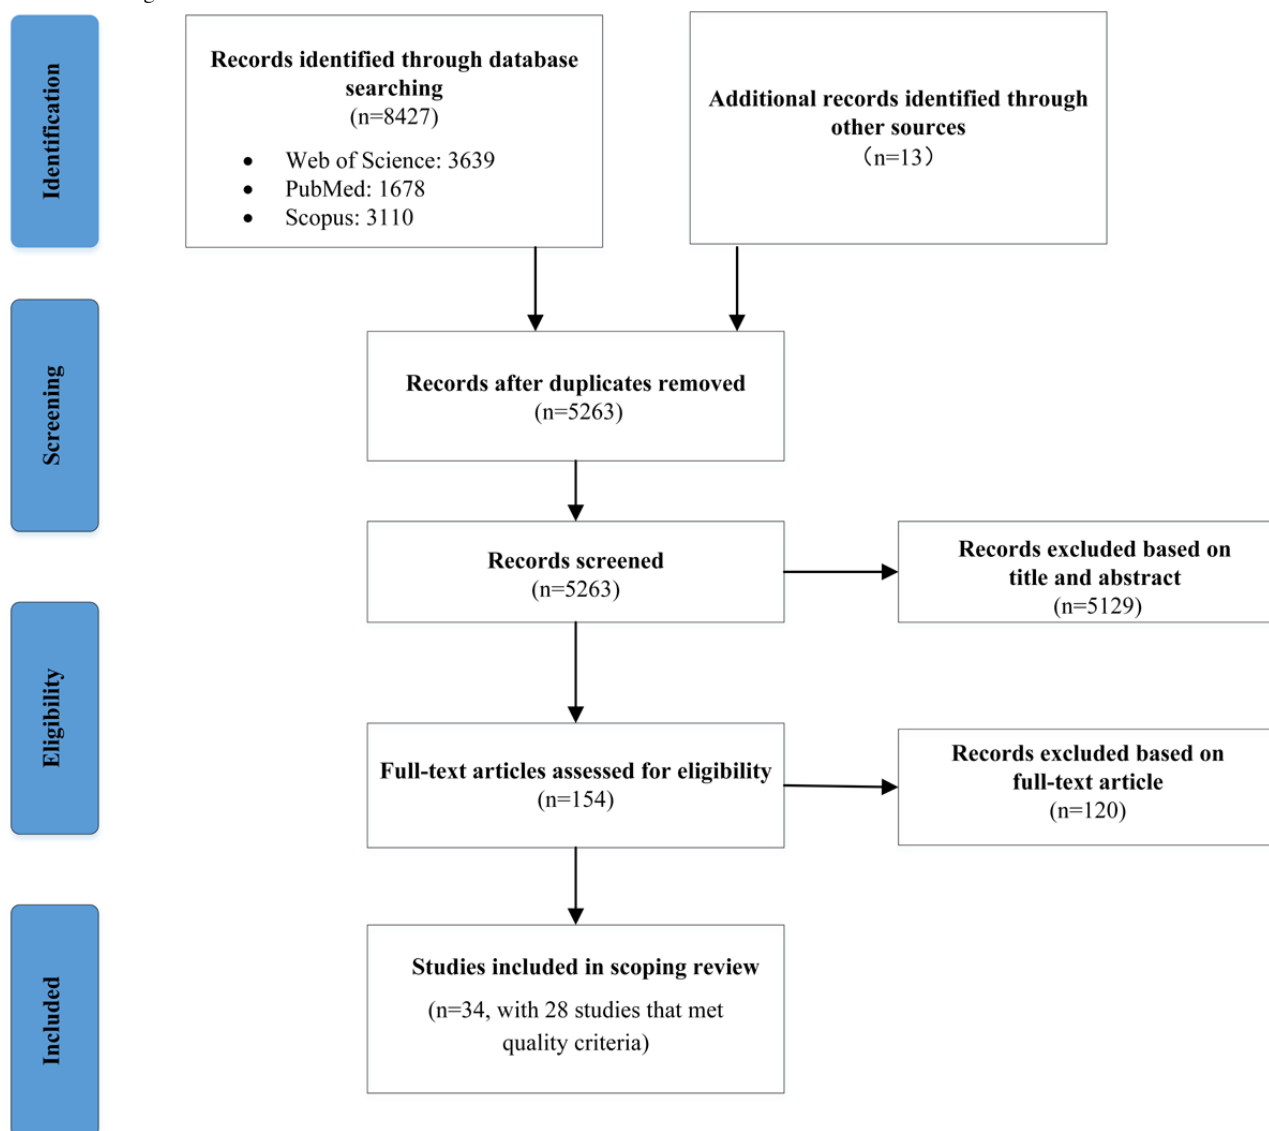 Identification
Records identified through database
searching
(n=8427)
• Web of Science: 3639
• PubMed: 1678
• Scopus: 3110
Additional records identified through
other sources
（n=13）
Screening
Records after duplicates removed
(n=5263)
Records screened
(n=5263)
Records excluded based on
title and abstract
(n=5129)
Eligibility
Full-text articles assessed for eligibility
(n=154)
Records excluded based on
full-text article
(n=120)
Included
Studies included in scoping review
(n=34, with 28 studies that met
quality criteria)